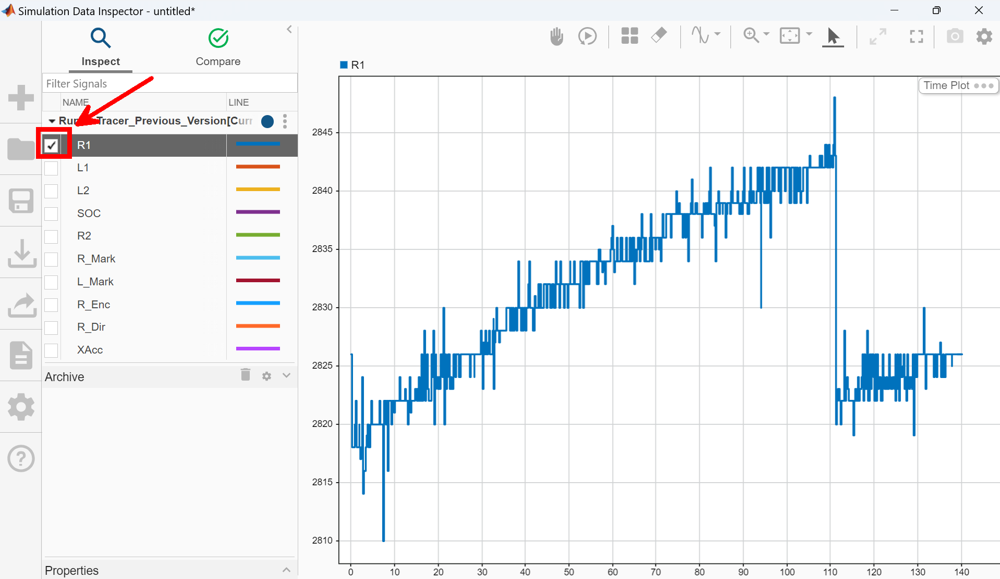 Simulation Data Inspector - untitled*
Inspect
Compare
Filter Signals
NAME
LINE
Tracer_Previous_Version[Curr
R1
L1
L2
SOC
R2
R_Mark
L_Mark
R_Enc
R_Dir
XAcc
Archive
Properties
R1
Time Plot
2845
2840
2835
2830
2825
2820
2815
2810
0 10 20 30 40 50 60 70 80 90 100 110 120 130 140